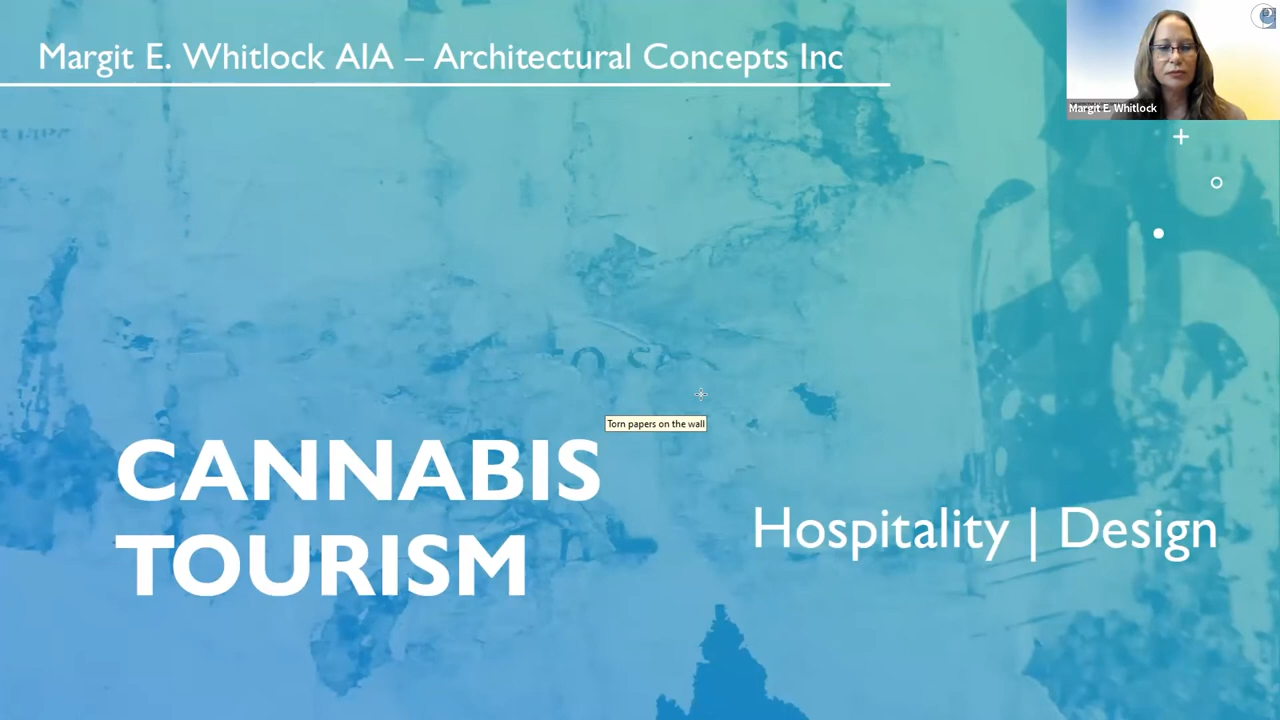 Margit E. Whitlock AIA – Architectural Concepts Inc
Margit E. Whitlock
Torn papers on the wall
CANNABIS
TOURISM
Hospitality | Design